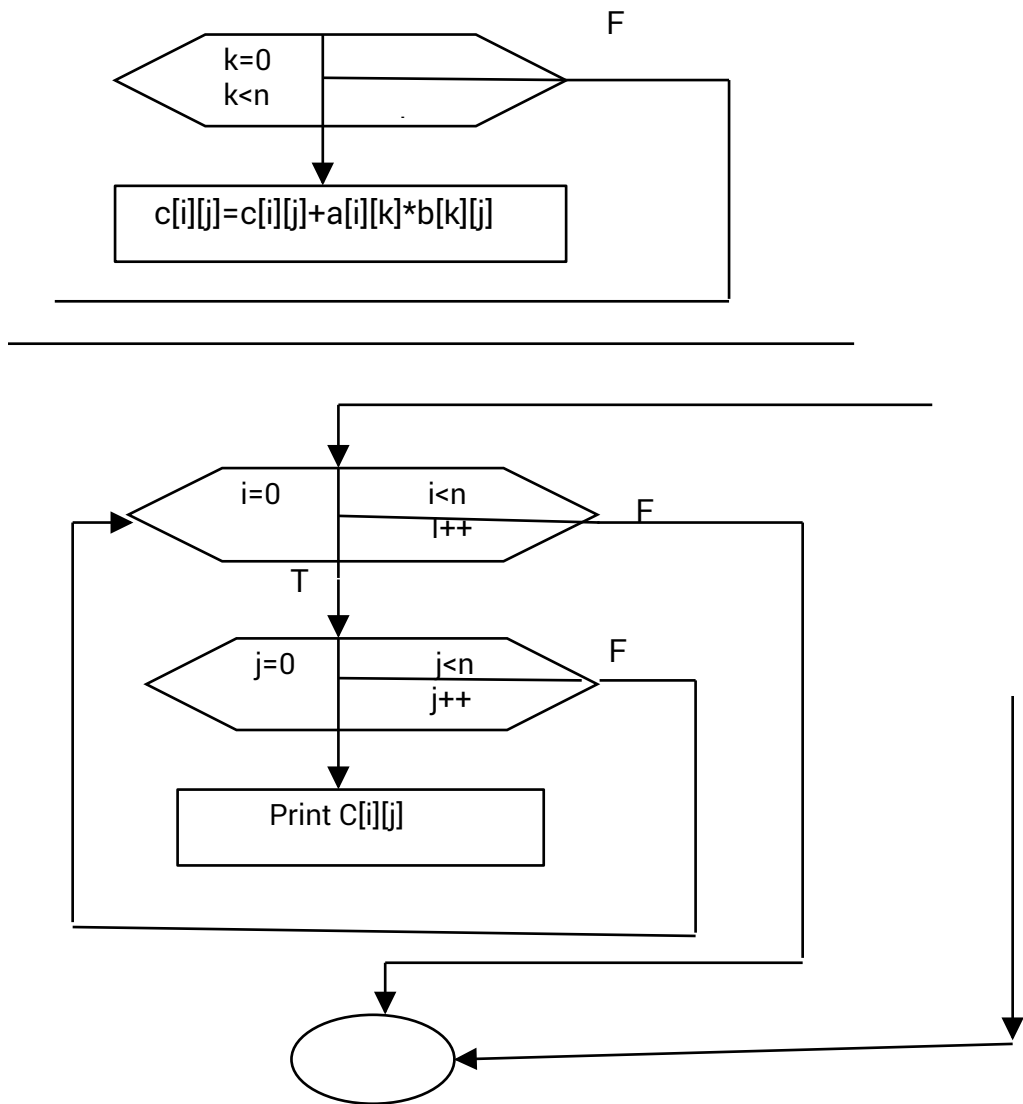 F
k=0
k<n
c[i][j]=c[i][j]+a[i][k]*b[k][j]
i=0 i<n
F
i++
T
F
j=0 j<n
j++
Print C[i][j]